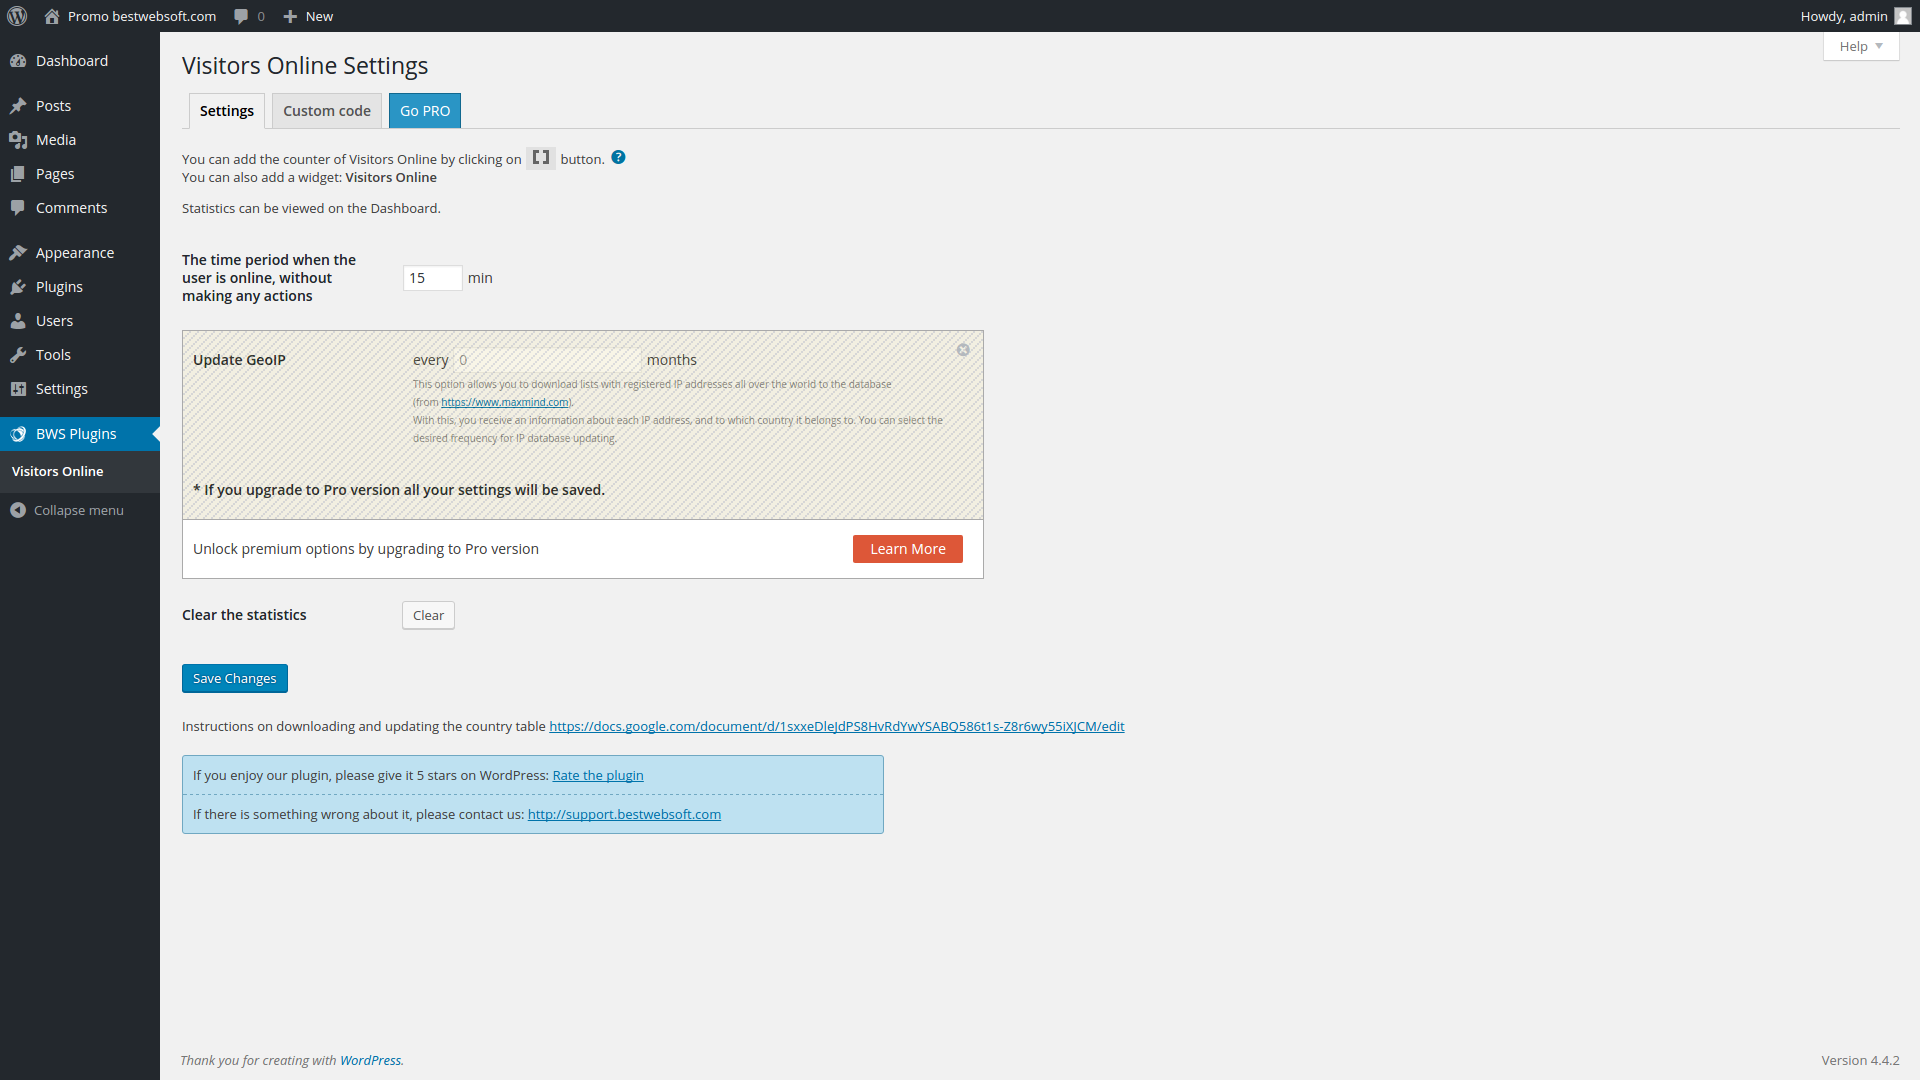 Promo bestwebsoft.com 0 New Howdy, admin
Help
Dashboard
Posts
Media
Pages
Comments
Appearance
Plugins
Users
Tools
Settings
BWS Plugins
Visitors Online
Collapse menu
Visitors Online Settings
Settings Custom code Go PRO
You can add the counter of Visitors Online by clicking on [] button. ?
You can also add a widget: Visitors Online
Statistics can be viewed on the Dashboard.
The time period when the
user is online, without
making any actions
15 min
Update GeoIP every 0 months
This option allows you to download lists with registered IP addresses all over the world to the database
(from https://www.maxmind.com).
With this, you receive an information about each IP address, and to which country it belongs to. You can select the
desired frequency for IP database updating.
* If you upgrade to Pro version all your settings will be saved.
Unlock premium options by upgrading to Pro version Learn More
Clear the statistics Clear
Save Changes
Instructions on downloading and updating the country table https://docs.google.com/document/d/1sxxeDleJdPS8HvRdYwYSABQ586t1s-Z8r6wy55iXJCM/edit
If you enjoy our plugin, please give it 5 stars on WordPress: Rate the plugin
If there is something wrong about it, please contact us: http://support.bestwebsoft.com
Thank you for creating with WordPress.
Version 4.4.2